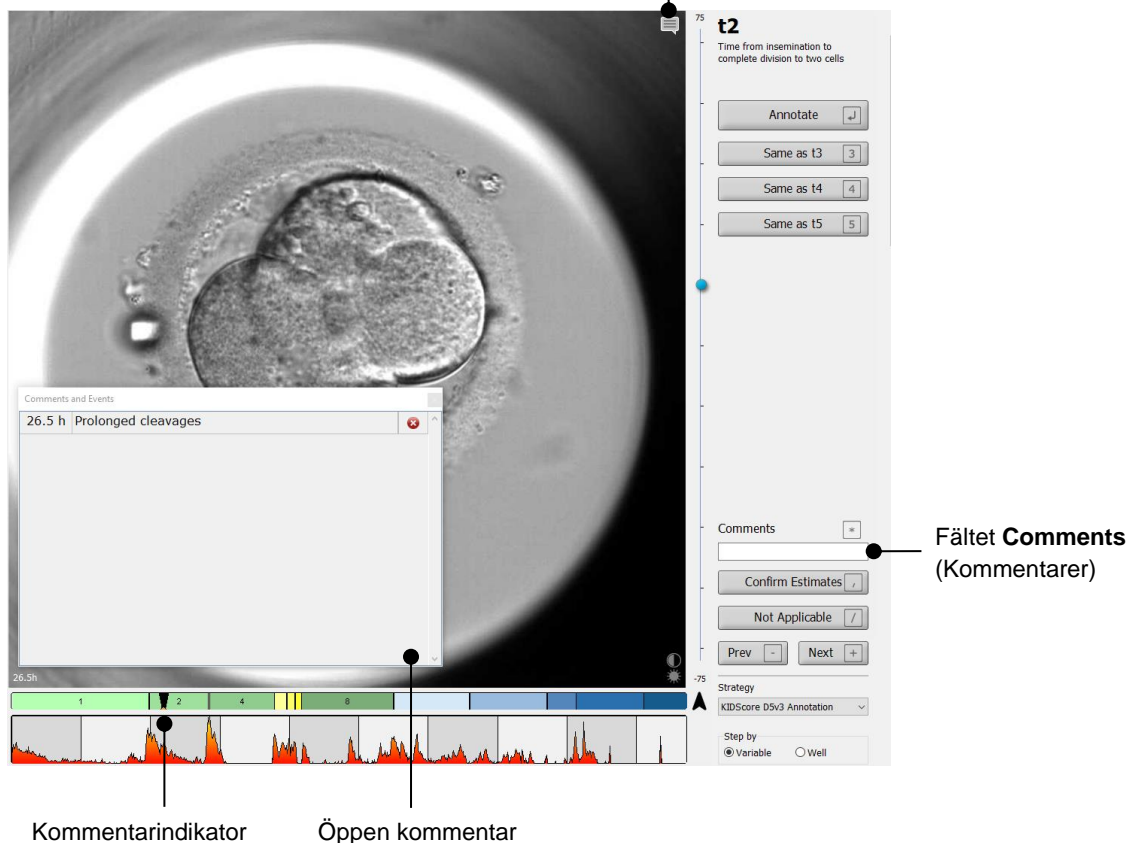 75
t2
Time from insemination to
complete division to two cells
Annotate
Same as t3 3
Same as t4 4
Same as t5 5
Comments and Events
26.5 h Prolonged cleavages
Comments *
Fältet Comments
(Kommentarer)
Confirm Estimates ,
Not Applicable /
Prev - Next +
26.5h
-75
Strategy
KIDScore D5v3 Annotation
1 2 4 8
Step by
Variable Well
Kommentarindikator Öppen kommentar